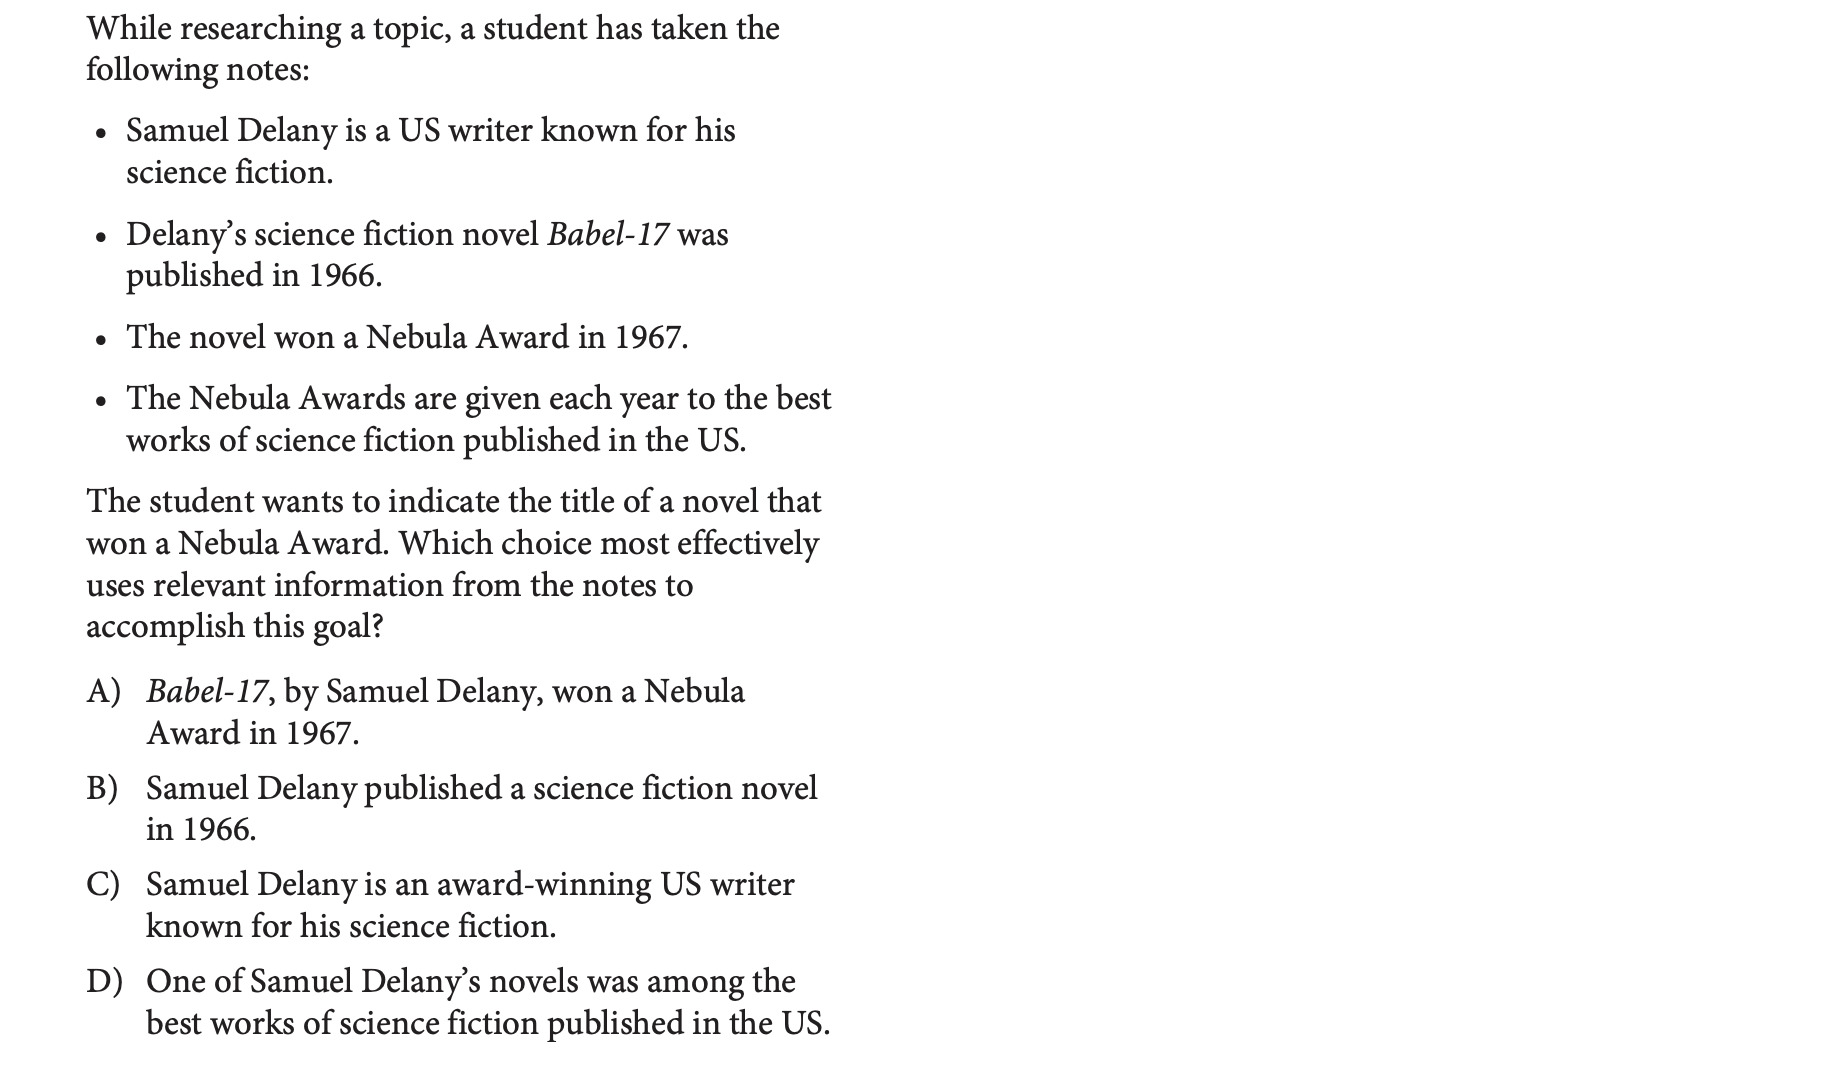 While researching a topic, a student has taken the
following notes:
• Samuel Delany is a US writer known for his
science fiction.
• Delany’s science fiction novel Babel-17 was
published in 1966.
• The novel won a Nebula Award in 1967.
• The Nebula Awards are given each year to the best
works of science fiction published in the US.
The student wants to indicate the title of a novel that
won a Nebula Award. Which choice most effectively
uses relevant information from the notes to
accomplish this goal?
A) Babel-17, by Samuel Delany, won a Nebula
Award in 1967.
B) Samuel Delany published a science fiction novel
in 1966.
C) Samuel Delany is an award-winning US writer
known for his science fiction.
D) One of Samuel Delany’s novels was among the
best works of science fiction published in the US.